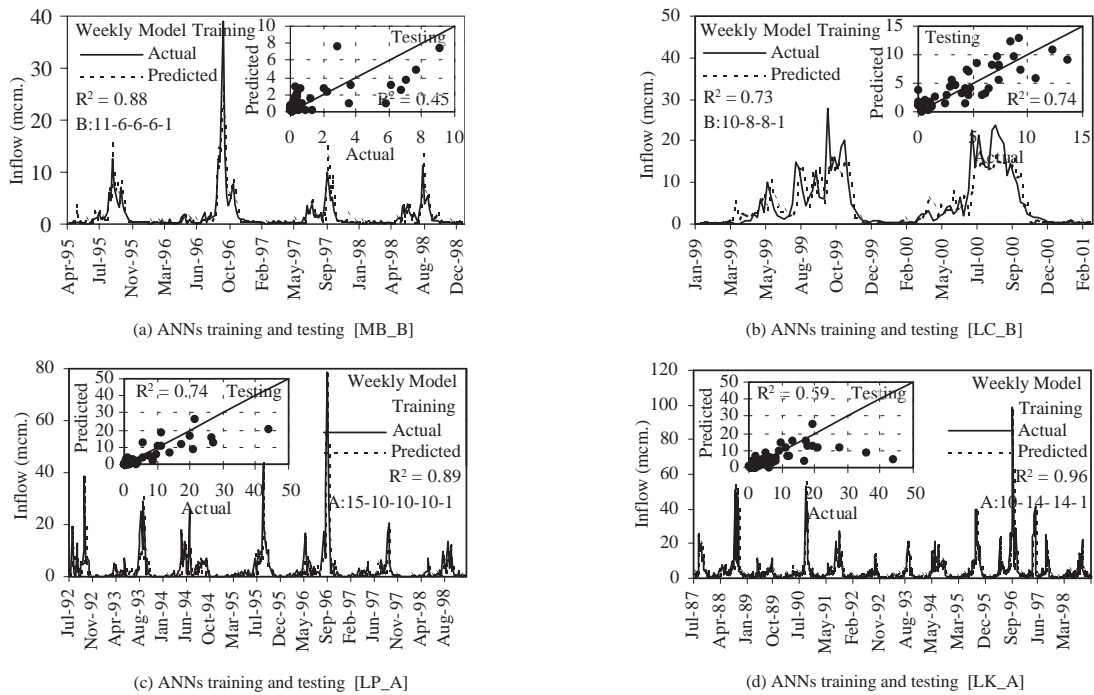 Weekly Model Training
Actual
Predicted
R² = 0.88
B:11-6-6-6-1
Inflow (mcm.)
40
30
20
10
0
Apr-95
Jul-95
Nov-95
Mar-96
Jun-96
Oct-96
Feb-97
May-97
Sep-97
Jan-98
Aug-98
Dec-98
Testing
R² = 0.45
Predicted
10
8
6
4
2
0
0 2 4 6 8 10
Actual
(a) ANNs training and testing [MB_B]
Weekly Model Training
Actual
Predicted
R² = 0.73
B:10-8-8-1
Inflow (mcm.)
50
40
30
20
10
0
Jan-99
Mar-99
May-99
Aug-99
Oct-99
Dec-99
Feb-00
May-00
Jul-00
Sep-00
Dec-00
Feb-01
Testing
R² = 0.74
Predicted
15
10
5
0
0 5 10 15
Actual
(b) ANNs training and testing [LC_B]
Weekly Model
Training
Actual
Predicted
R² = 0.89
A:15-10-10-10-1
Inflow (mcm.)
80
60
40
20
0
Jul-92
Nov- 92
Apr-93
Aug- 93
Jan-94
Jun-94
Oct-94
Mar-95
Jul-95
Dec-95
May-96
Sep-96
Feb-97
Jun-97
Nov-97
Apr-98
Aug-98
R² = 0.74
Testing
Predicted
50
40
30
20
10
0
0 10 20 30 40 50
Actual
(c) ANNs training and testing [LP_A]
Weekly Model
Training
Actual
Predicted
R² = 0.96
A:10-14-14-1
Inflow (mcm.)
120
100
80
60
40
20
0
Jul-87
Apr-88
Jan-89
Oct-89
Jul-90
May-91
Feb-92
Nov- 92
Aug- 93
May-94
Mar-95
Dec-95
Sep-96
Jun-97
Mar-98
R² = 0.59
Testing
Predicted
50
40
30
20
10
0
0 10 20 30 40 50
Actual
(d) ANNs training and testing [LK_A]